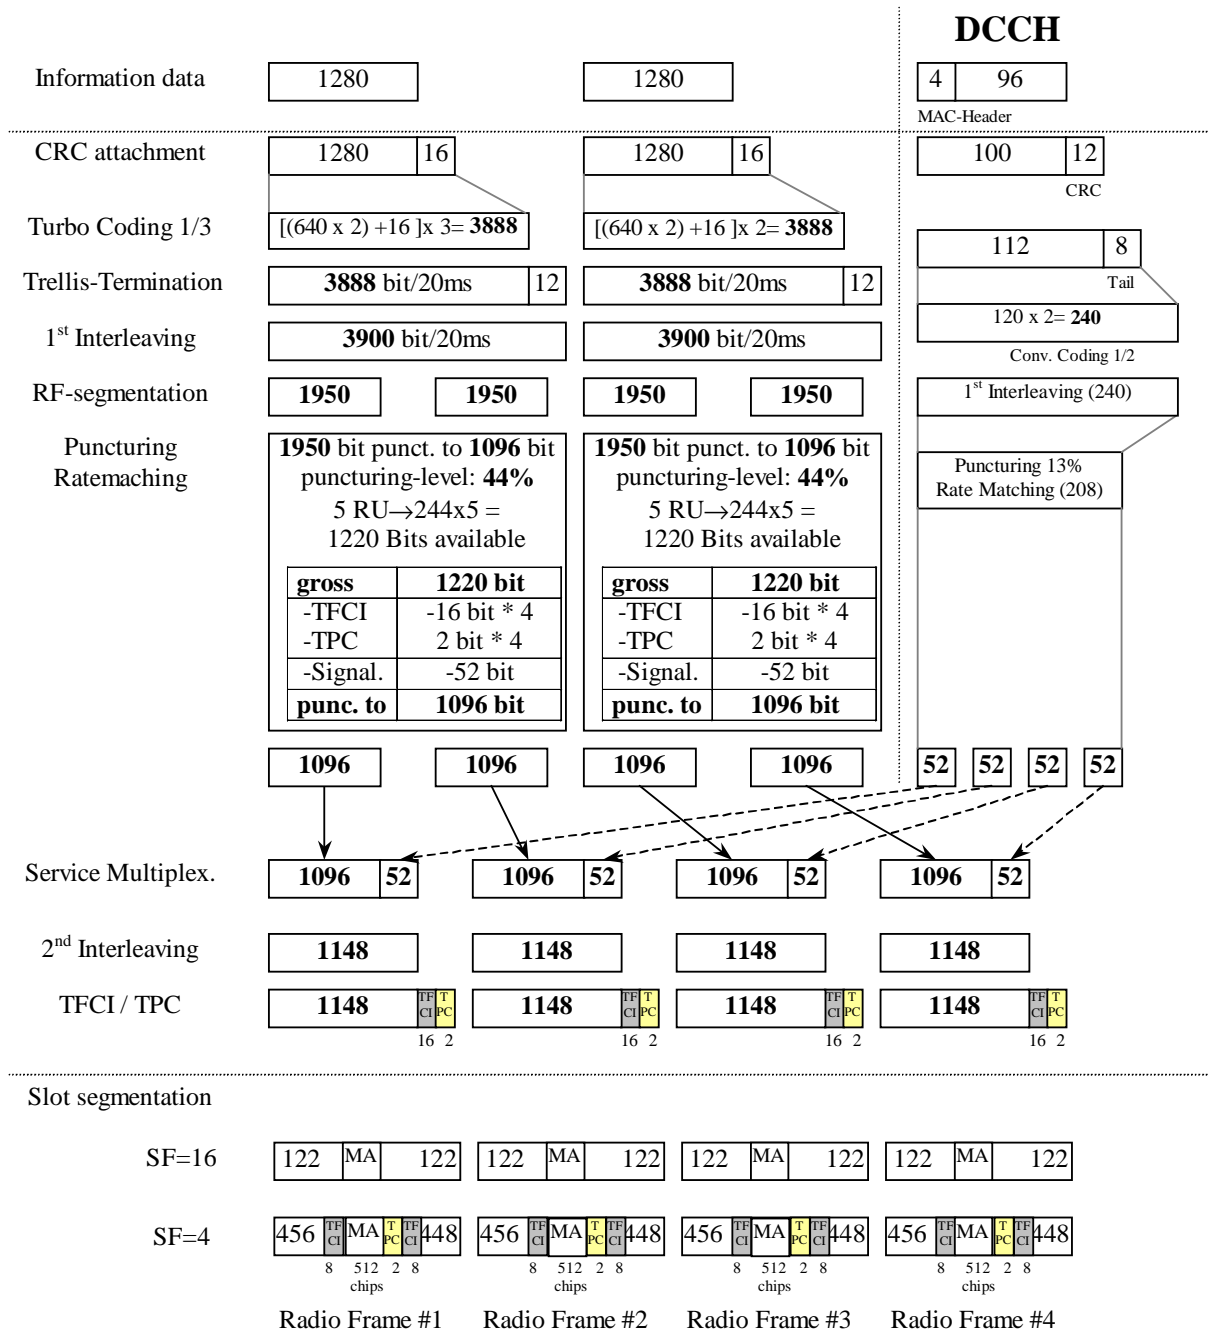 DCCH
Information data 1280 1280 4 96
MAC-Header
CRC attachment 1280 16 1280 16 100 12
CRC
Turbo Coding 1/3 [(640 x 2) +16 ]x 3= 3888 [(640 x 2) +16 ]x 2= 3888
112 8
Tail
Trellis-Termination 3888 bit/20ms 12 3888 bit/20ms 12
120 x 2= 240
1st Interleaving 3900 bit/20ms 3900 bit/20ms
Conv. Coding 1/2
RF-segmentation 1950 1950 1950 1950 1st Interleaving (240)
Puncturing 1950 bit punct. to 1096 bit 1950 bit punct. to 1096 bit
Ratemaching puncturing-level: 44% puncturing-level: 44%
Puncturing 13%
Rate Matching (208)
5 RU→244x5 = 5 RU→244x5 =
1220 Bits available 1220 Bits available
gross 1220 bit gross 1220 bit
-TFCI -16 bit * 4 -TFCI -16 bit * 4
-TPC 2 bit * 4 -TPC 2 bit * 4
-Signal. -52 bit -Signal. -52 bit
punc. to 1096 bit punc. to 1096 bit
1096 1096 1096 1096 52 52 52 52
Service Multiplex. 1096 52 1096 52 1096 52 1096 52
2nd Interleaving 1148 1148 1148 1148
TFCI / TPC 1148 TF CI T PC 1148 TF CI T PC 1148 TF CI T PC 1148 TF CI T PC
16 2 16 2 16 2 16 2
Slot segmentation
SF=16 122 MA 122 122 MA 122 122 MA 122 122 MA 122
SF=4 456 TF CI MA T PC TF CI 448 456 TF CI MA T PC TF CI 448 456 TF CI MA T PC TF CI 448 456 TF CI MA T PC TF CI 448
8 512 2 8 8 512 2 8 8 512 2 8 8 512 2 8
chips chips chips chips
Radio Frame #1 Radio Frame #2 Radio Frame #3 Radio Frame #4